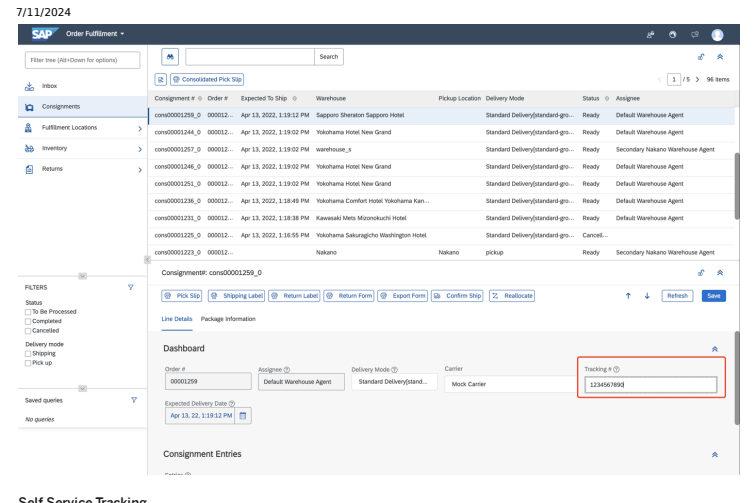 7/11/2024
SAP Order Fulfillment
Filter tree (Alt+Down for options)
Search
Inbox
Consignments
Fulfillment Locations
Inventory
Returns
Consolidated Pick Slip
1 / 5 96 items
Consignment # Order # Expected To Ship Warehouse Pickup Location Delivery Mode Status Assignee
cons00001259_0 000012... Apr 13, 2022, 1:19:12 PM Sapporo Sheraton Sapporo Hotel Standard Delivery[standard-gro... Ready Default Warehouse Agent
cons00001244_0 000012... Apr 13, 2022, 1:19:02 PM Yokohama Hotel New Grand Standard Delivery[standard-gro... Ready Default Warehouse Agent
cons00001257_0 000012... Apr 13, 2022, 1:19:02 PM warehouse_s Standard Delivery[standard-gro... Ready Secondary Nakano Warehouse Agent
cons00001246_0 000012... Apr 13, 2022, 1:19:02 PM Yokohama Hotel New Grand Standard Delivery[standard-gro... Ready Default Warehouse Agent
cons00001251_0 000012... Apr 13, 2022, 1:19:02 PM Yokohama Hotel New Grand Standard Delivery[standard-gro... Ready Default Warehouse Agent
cons00001236_0 000012... Apr 13, 2022, 1:18:49 PM Yokohama Comfort Hotel Yokohama Kan... Standard Delivery[standard-gro... Ready Default Warehouse Agent
cons00001231_0 000012... Apr 13, 2022, 1:18:38 PM Kawasaki Mets Mizonokuchi Hotel Standard Delivery[standard-gro... Ready Default Warehouse Agent
cons00001225_0 000012... Apr 13, 2022, 1:16:55 PM Yokohama Sakuragicho Washington Hotel Standard Delivery[standard-gro... Cancell... Default Warehouse Agent
cons00001223_0 000012... Nakano Nakano pickup Ready Secondary Nakano Warehouse Agent
FILTERS
Status
To Be Processed
Completed
Cancelled
Delivery mode
Shipping
Pick up
Saved queries
No queries
Consignment#: cons00001259_0
Pick Slip Shipping Label Return Label Return Form Export Form Confirm Ship Reallocate Refresh Save
Line Details Package Information
Dashboard
Order # Assignee Delivery Mode Carrier Tracking #
00001259 Default Warehouse Agent Standard Delivery[stand... Mock Carrier 1234567890
Expected Delivery Date
Apr 13, 22, 1:19:12 PM
Consignment Entries
Entries
Self Service Tracking